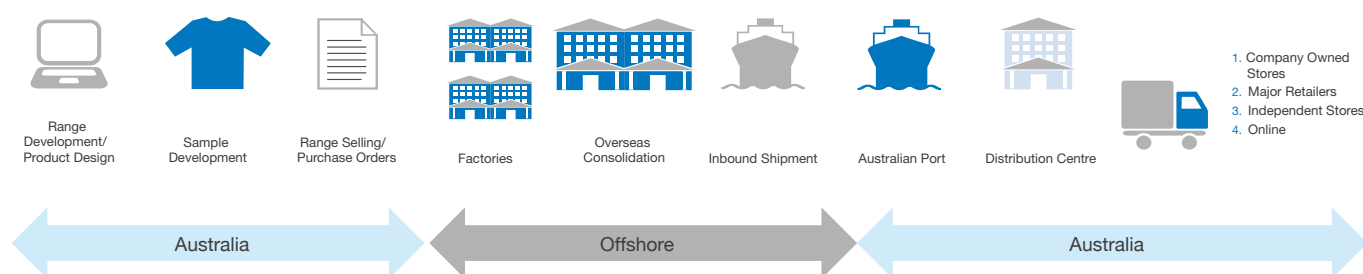 Range
Development/
Product Design
Sample
Development
Range Selling/
Purchase Orders
Factories
Overseas
Consolidation
Inbound Shipment
Australian Port
Distribution Centre
1. Company Owned
Stores
2. Major Retailers
3. Independent Stores
4. Online
Australia
Offshore
Australia